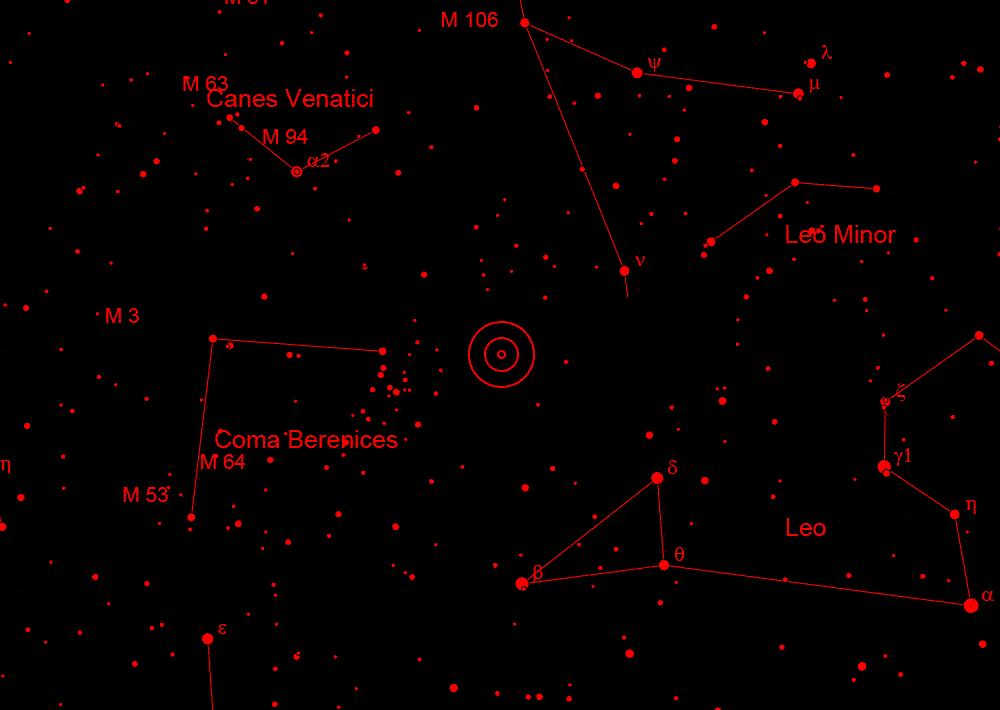 M 106
ψ
λ
M 63
μ
Canes Venatici
M 94
α2
Leo Minor
ν
M 3
ζ
Coma Berenices
γ1
M 64
η
δ
M 53
η
Leo
θ
β
α
ε